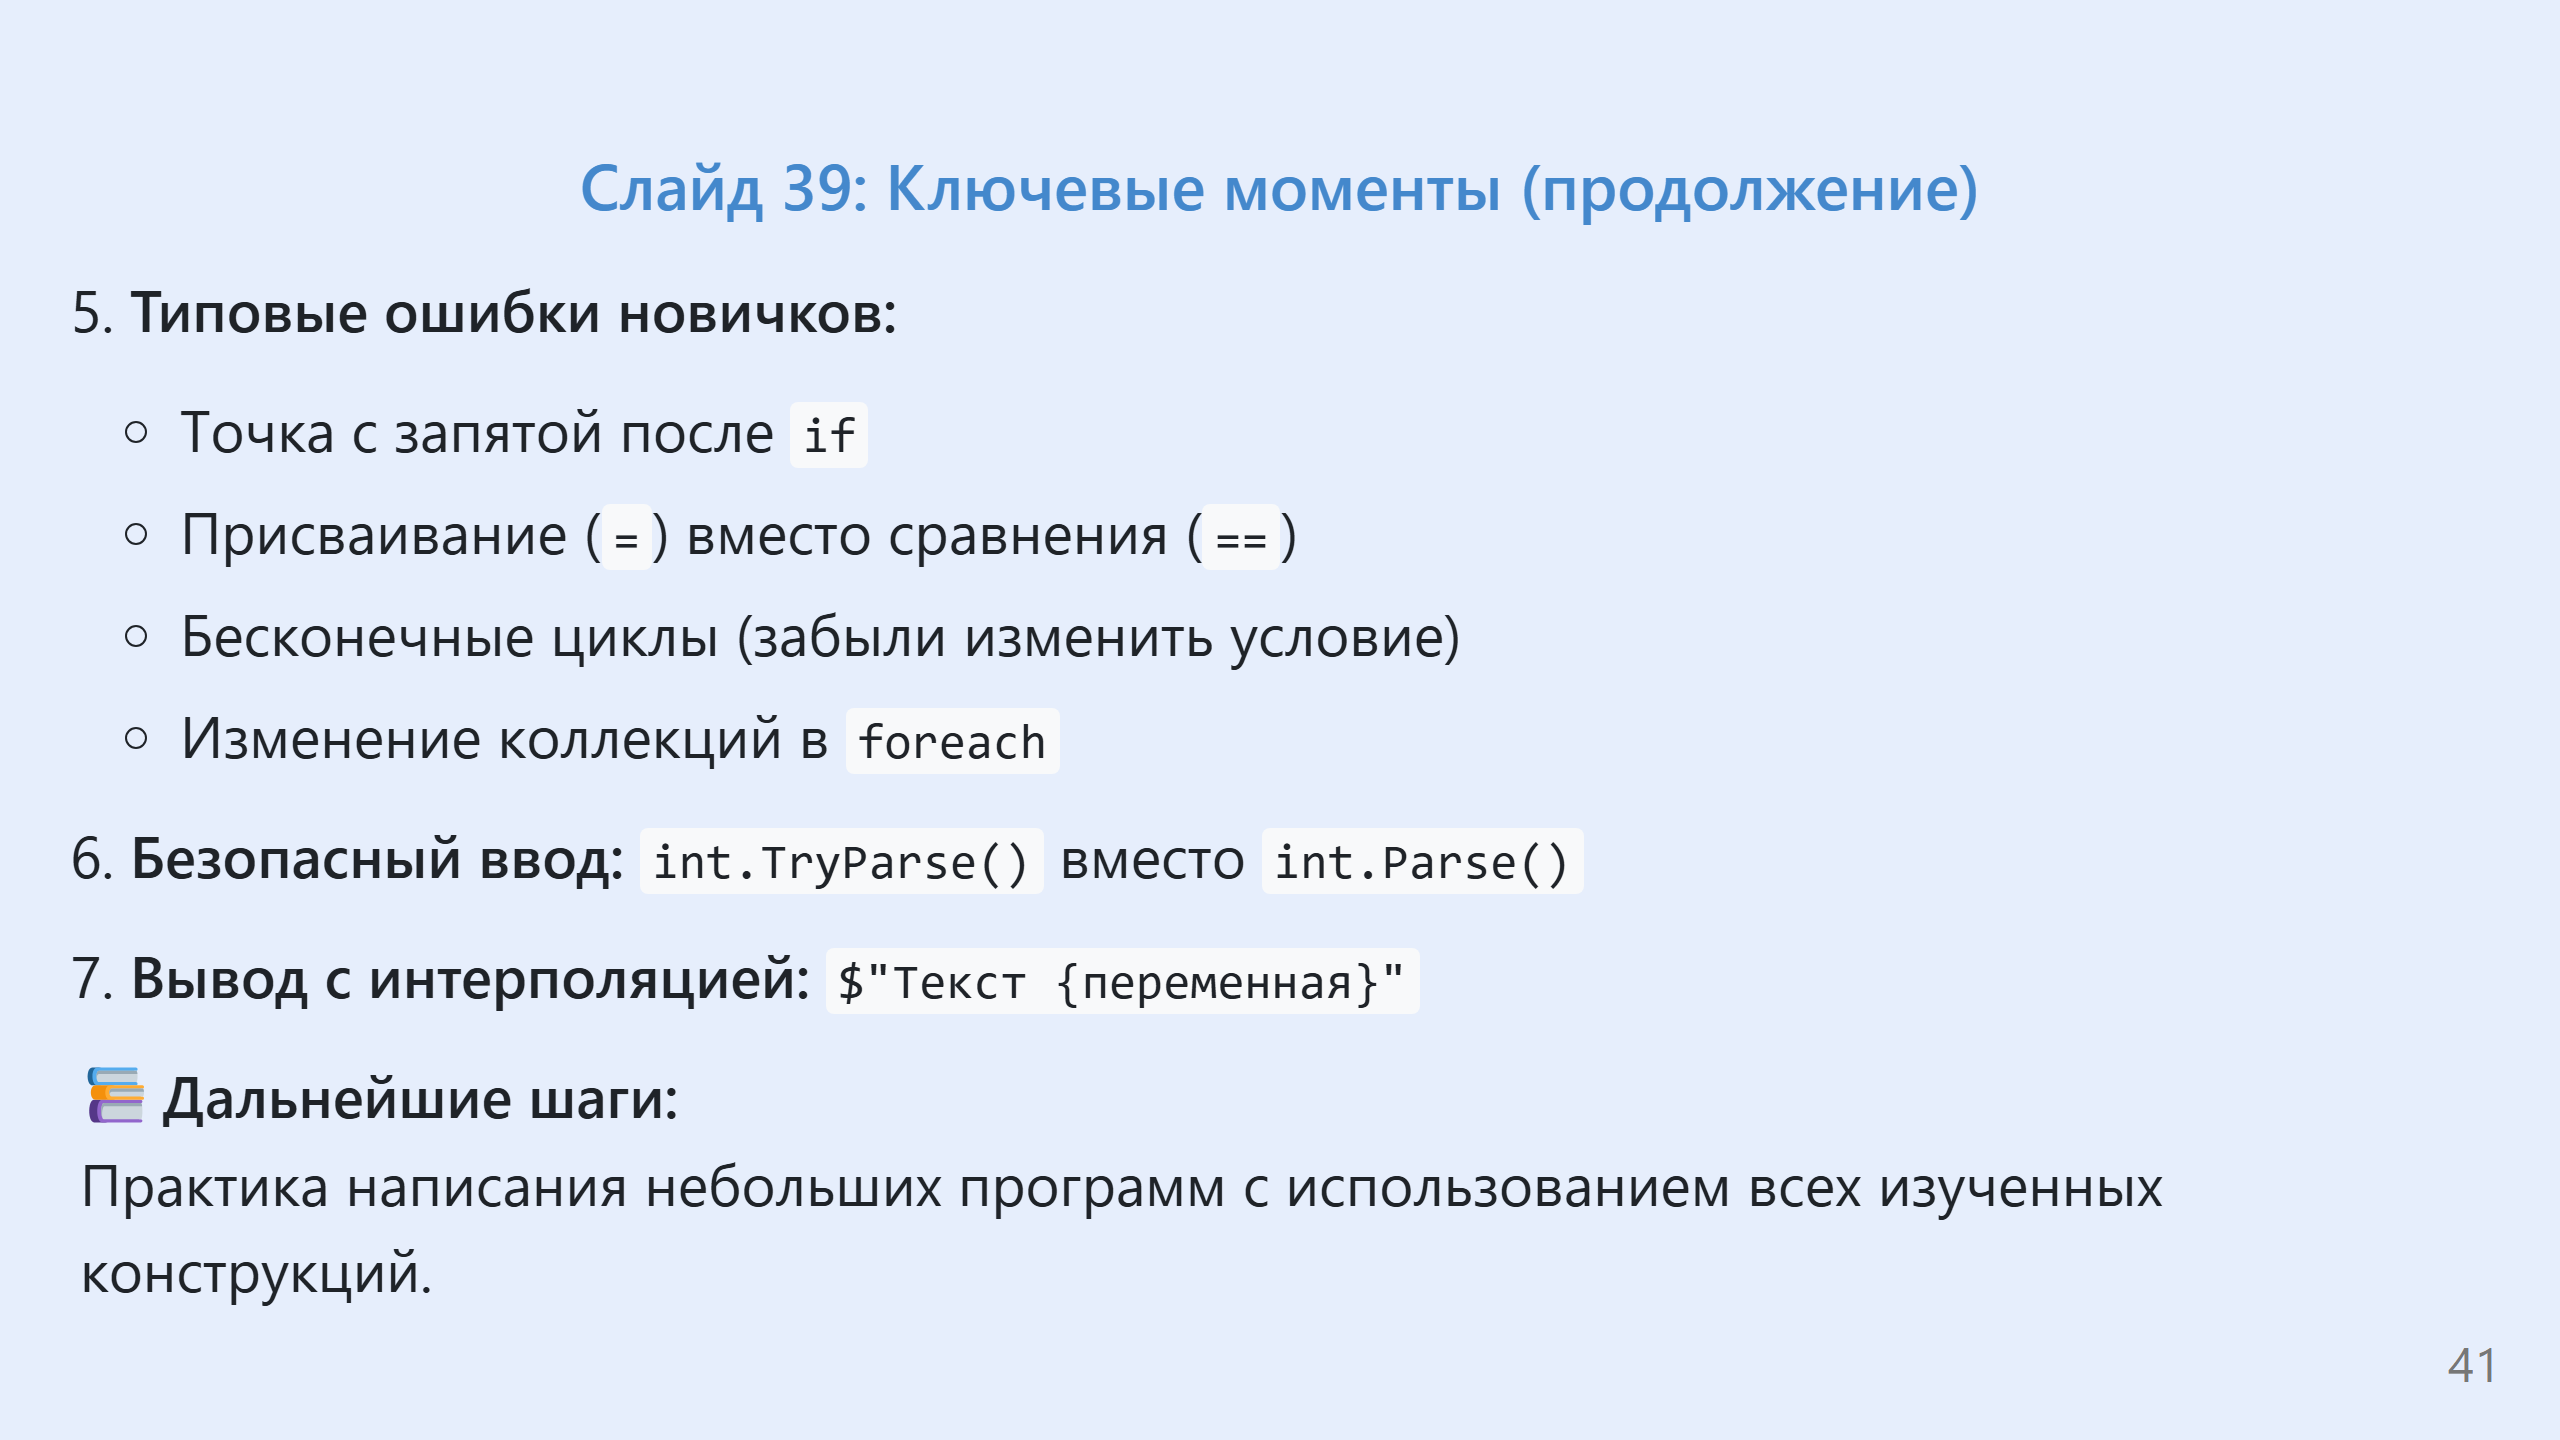 Слайд 39: Ключевые моменты (продолжение)
5. Типовые ошибки новичков:
Точка с запятой после if
Присваивание (=) вместо сравнения (==)
Бесконечные циклы (забыли изменить условие)
Изменение коллекций в foreach
6. Безопасный ввод: int.TryParse() вместо int.Parse()
7. Вывод с интерполяцией: $"Текст {переменная}"
📚 Дальнейшие шаги:
Практика написания небольших программ с использованием всех изученных
конструкций.
41